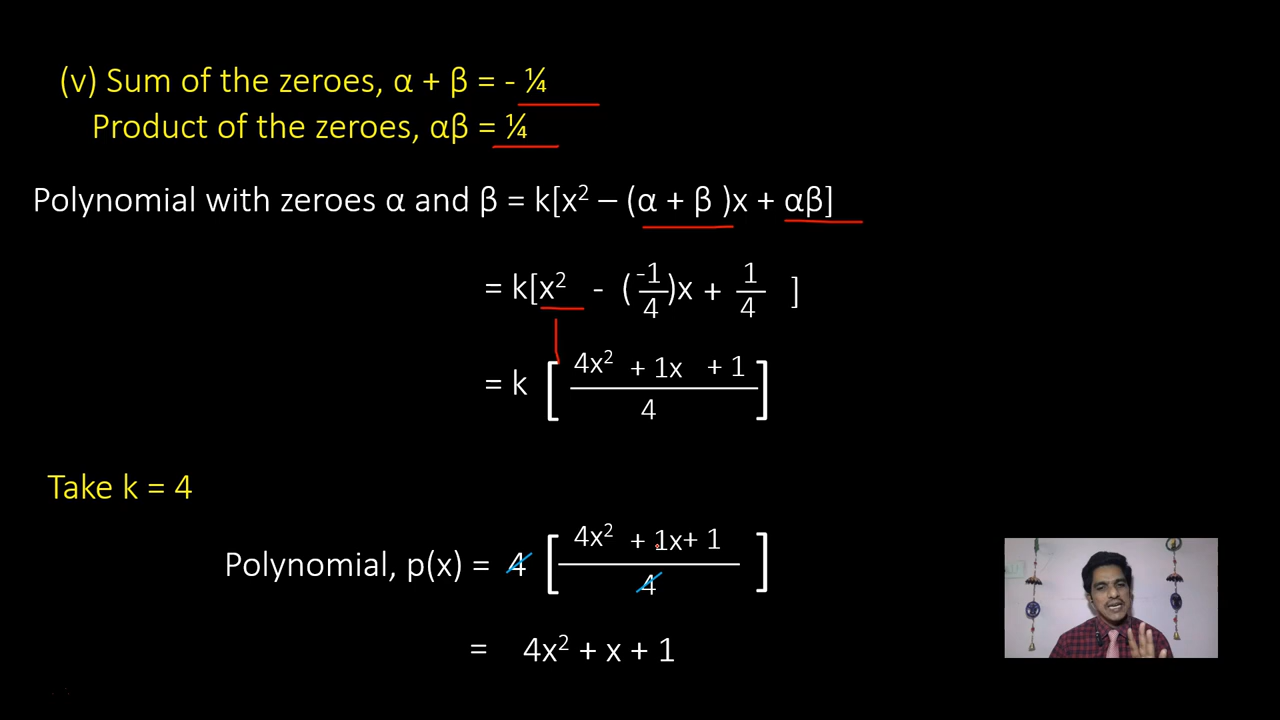 (v) Sum of the zeroes, α + β = - ¼
Product of the zeroes, αβ = ¼
Polynomial with zeroes α and β = k[x² – (α + β )x + αβ]
= k[x² - (-1/4)x + 1/4 ]
= k [ 4x² + 1x + 1 / 4 ]
Take k = 4
Polynomial, p(x) = 4 [ 4x² + 1x+ 1 / 4 ]
= 4x² + x + 1